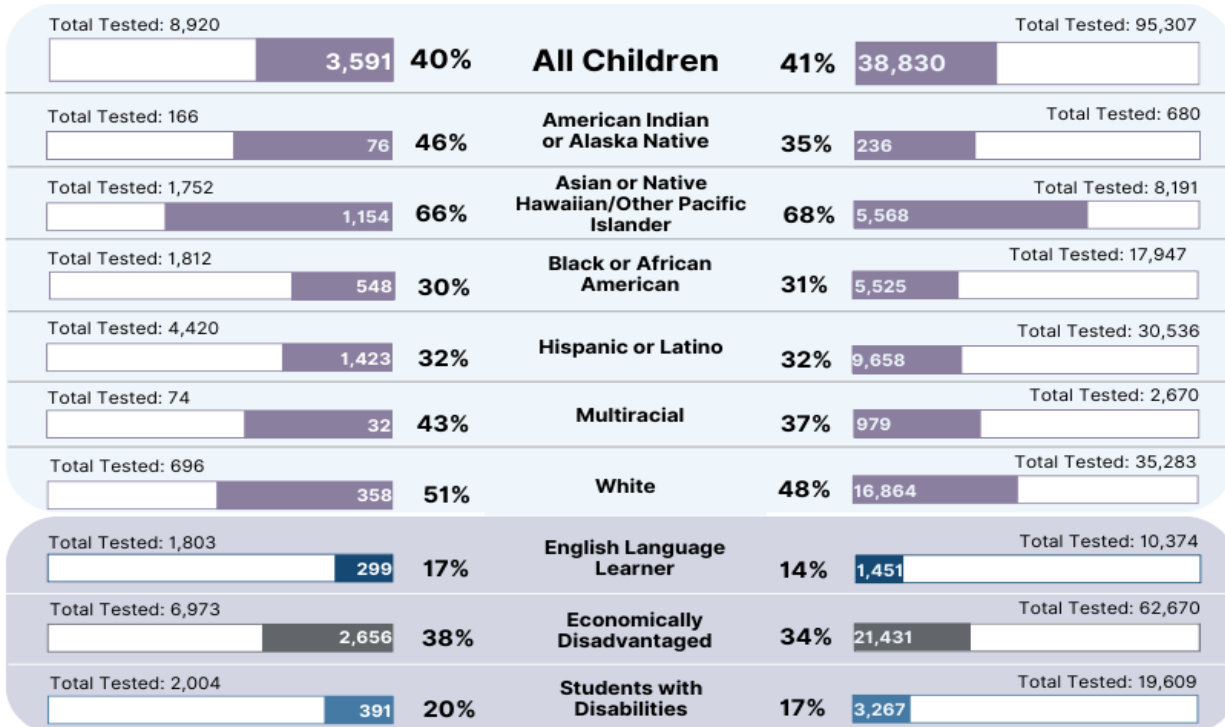 Total Tested: 8,920
3,591 40% All Children 41% 38,830
Total Tested: 95,307
Total Tested: 166
76 46% American Indian
or Alaska Native 35% 236
Total Tested: 680
Total Tested: 1,752
1,154 66% Asian or Native
Hawaiian/Other Pacific
Islander 68% 5,568
Total Tested: 8,191
Total Tested: 1,812
548 30% Black or African
American 31% 5,525
Total Tested: 17,947
Total Tested: 4,420
1,423 32% Hispanic or Latino 32% 9,658
Total Tested: 30,536
Total Tested: 74
32 43% Multiracial 37% 979
Total Tested: 2,670
Total Tested: 696
358 51% White 48% 16,864
Total Tested: 35,283
Total Tested: 1,803
299 17% English Language
Learner 14% 1,451
Total Tested: 10,374
Total Tested: 6,973
2,656 38% Economically
Disadvantaged 34% 21,431
Total Tested: 62,670
Total Tested: 2,004
391 20% Students with
Disabilities 17% 3,267
Total Tested: 19,609